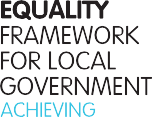 EQUALITY
FRAMEWORK
FOR LOCAL
GOVERNMENT
ACHIEVING